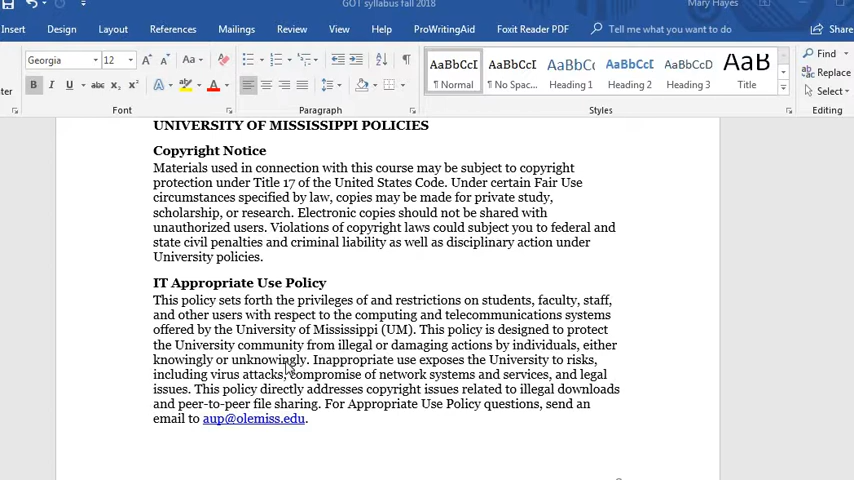 GOT syllabus fall 2018
Mary Hayes
Insert Design Layout References Mailings Review View Help ProWritingAid Foxit Reader PDF Tell me what you want to do Share
Georgia 12 Aa
AaBbCcI AaBbCcI AaBbCc AaBbCcI AaBbCcD AaBb
Find
Replace
¶ Normal ¶ No Spac... Heading 1 Heading 2 Heading 3 Title
B I U abc x₂ x² A A
Select
Font Paragraph Styles Editing
UNIVERSITY OF MISSISSIPPI POLICIES
Copyright Notice
Materials used in connection with this course may be subject to copyright
protection under Title 17 of the United States Code. Under certain Fair Use
circumstances specified by law, copies may be made for private study,
scholarship, or research. Electronic copies should not be shared with
unauthorized users. Violations of copyright laws could subject you to federal and
state civil penalties and criminal liability as well as disciplinary action under
University policies.
IT Appropriate Use Policy
This policy sets forth the privileges of and restrictions on students, faculty, staff,
and other users with respect to the computing and telecommunications systems
offered by the University of Mississippi (UM). This policy is designed to protect
the University community from illegal or damaging actions by individuals, either
knowingly or unknowingly. Inappropriate use exposes the University to risks,
including virus attacks, compromise of network systems and services, and legal
issues. This policy directly addresses copyright issues related to illegal downloads
and peer-to-peer file sharing. For Appropriate Use Policy questions, send an
email to aup@olemiss.edu.